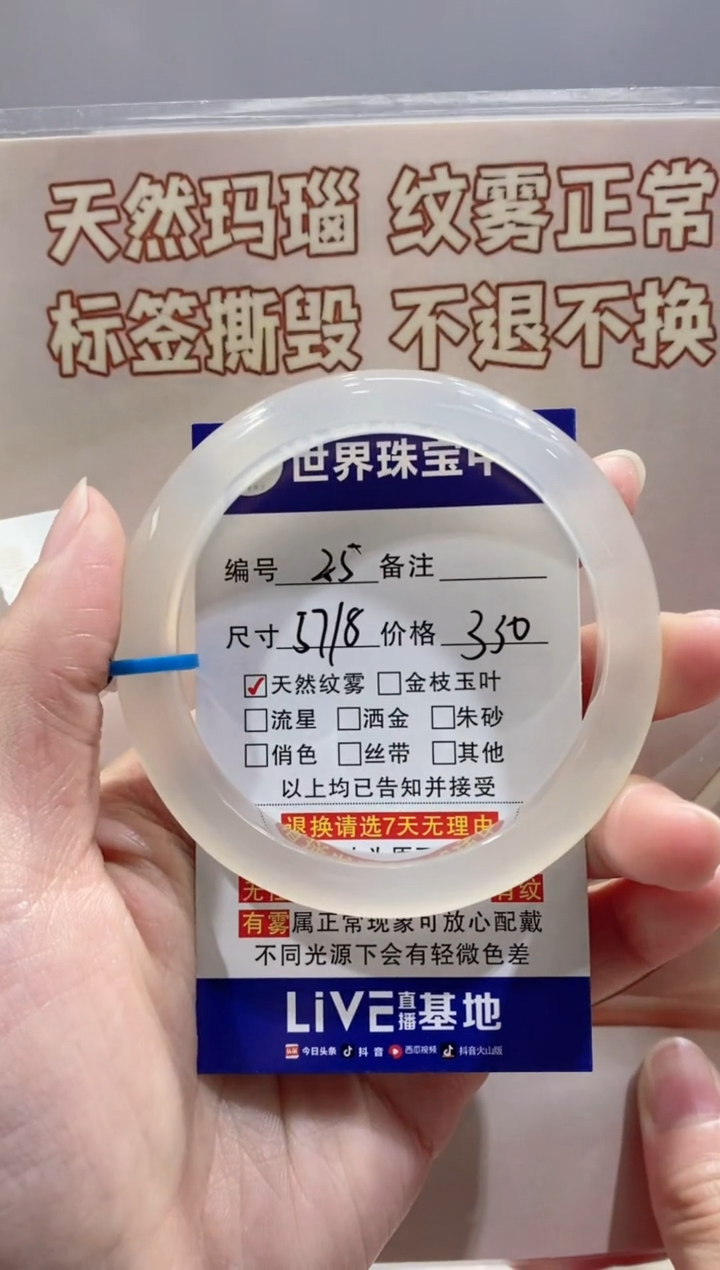 天然玛瑙 纹雾正常
标签撕毁 不退不换
世界珠宝中
编号 25 备注
尺寸 57/8 价格 350
✓天然纹雾 □金枝玉叶
□流星 □洒金 □朱砂
□俏色 □丝带 □其他
以上均已告知并接受
退换请选7天无理由
有纹
有雾属正常现象可放心配戴
不同光源下会有轻微色差
LiVE直播基地
今日头条 抖音 西瓜视频 抖音火山版